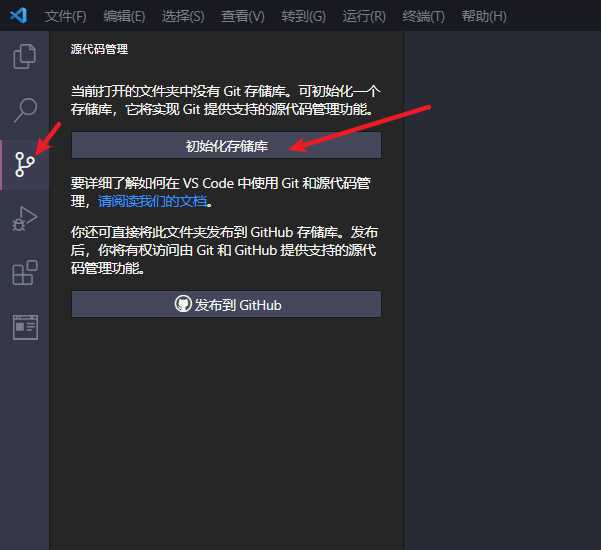 文件(F) 编辑(E) 选择(S) 查看(V) 转到(G) 运行(R) 终端(T) 帮助(H)
源代码管理
当前打开的文件夹中没有 Git 存储库。可初始化一个
存储库，它将实现 Git 提供支持的源代码管理功能。
初始化存储库
要详细了解如何在 VS Code 中使用 Git 和源代码管
理，请阅读我们的文档。
你还可直接将此文件夹发布到 GitHub 存储库。发布
后，你将有权访问由 Git 和 GitHub 提供支持的源代
码管理功能。
发布到 GitHub